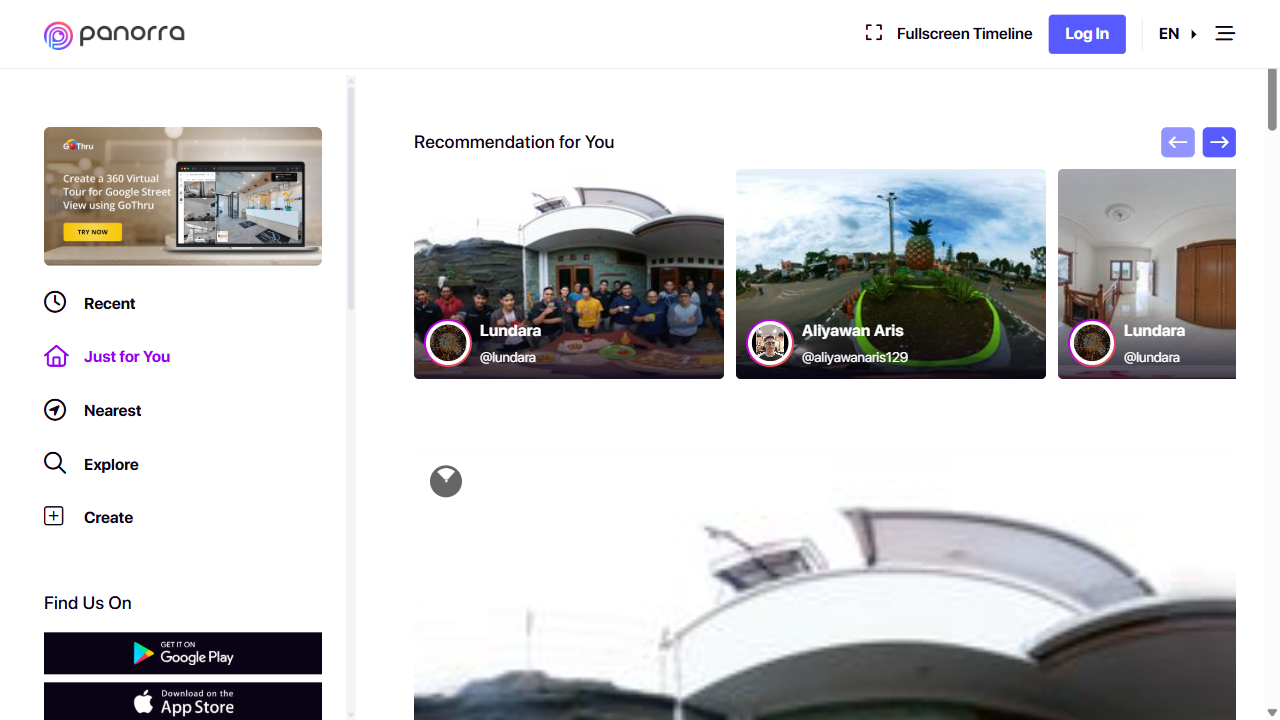 panorra
Fullscreen Timeline
Log In
EN
GoThru
Create a 360 Virtual
Tour for Google Street
View using GoThru
TRY NOW
Recent
Just for You
Nearest
Explore
Create
Find Us On
GET IT ON
Google Play
Download on the
App Store
Recommendation for You
Lundara
@lundara
Aliyawan Aris
@aliyawanaris129
Lundara
@lundara